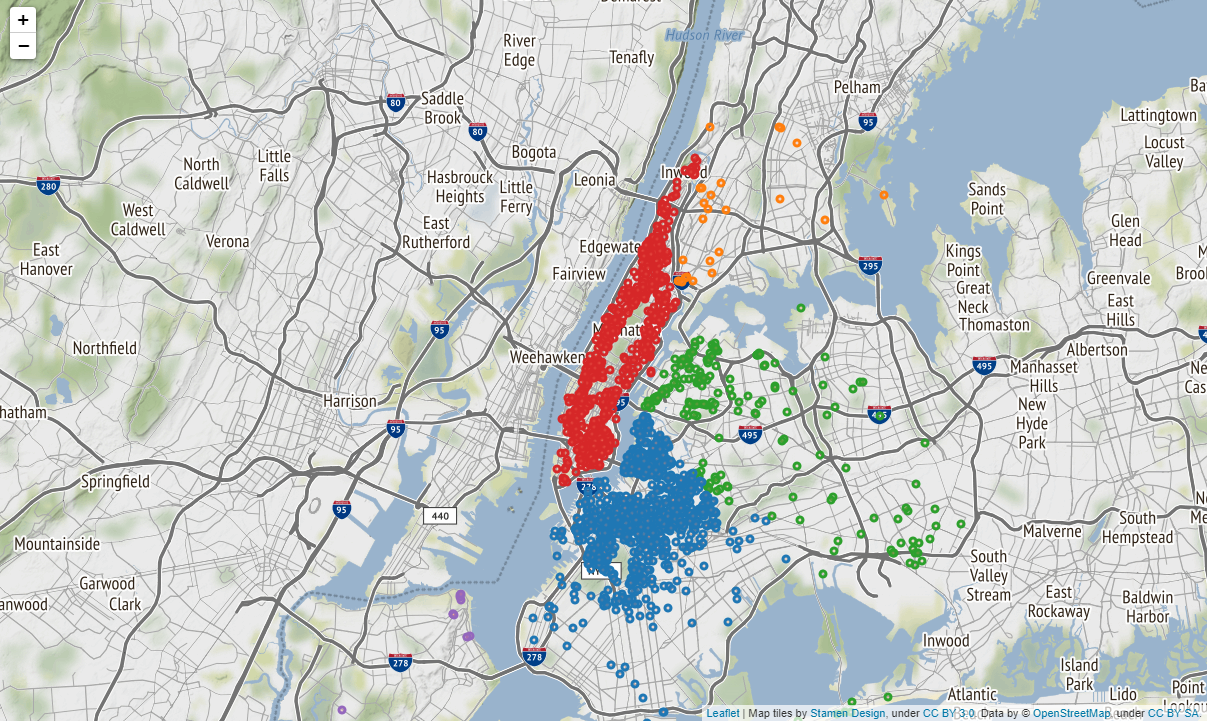 +
−
Hudson River
River
Edge
Tenafly
Pelham
80
Saddle
Brook
95
Lattingtown
80
Bogota
Locust
Valley
North
Caldwell
Little
Falls
Leonia
280
Hasbrouck
Heights
Little
Ferry
Sands
Point
West
Caldwell
East
Rutherford
Glen
Head
Verona
Edgewate
East
Hanover
Kings
Point
295
Fairview
Greenvale
Great
Neck
East
Hills
Thomaston
95
Northfield
Weehawken
Albertson
495
Manhasset
Hills
Harrison
New
Hyde
Park
95
495
Springfield
278
95
440
South
Hempstead
Malverne
Mountainside
South
Valley
Stream
Garwood
Clark
East
Rockaway
Baldwin
Harbor
Inwood
278
278
Island
Park
Atlantic
Lido
Point
Leaflet | Map tiles by Stamen Design, under CC BY 3.0. Data by © OpenStreetMap, under CC BY SA.